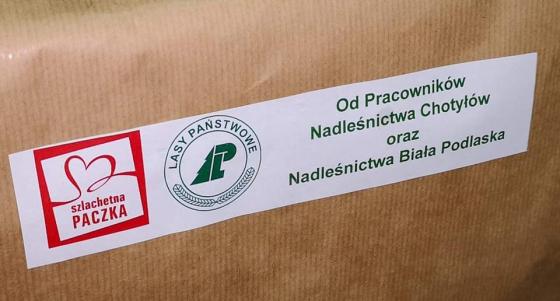 szlachetna
PACZKA
LASY PAŃSTWOWE
LP
Od Pracowników
Nadleśnictwa Chotyłów
oraz
Nadleśnictwa Biała Podlaska